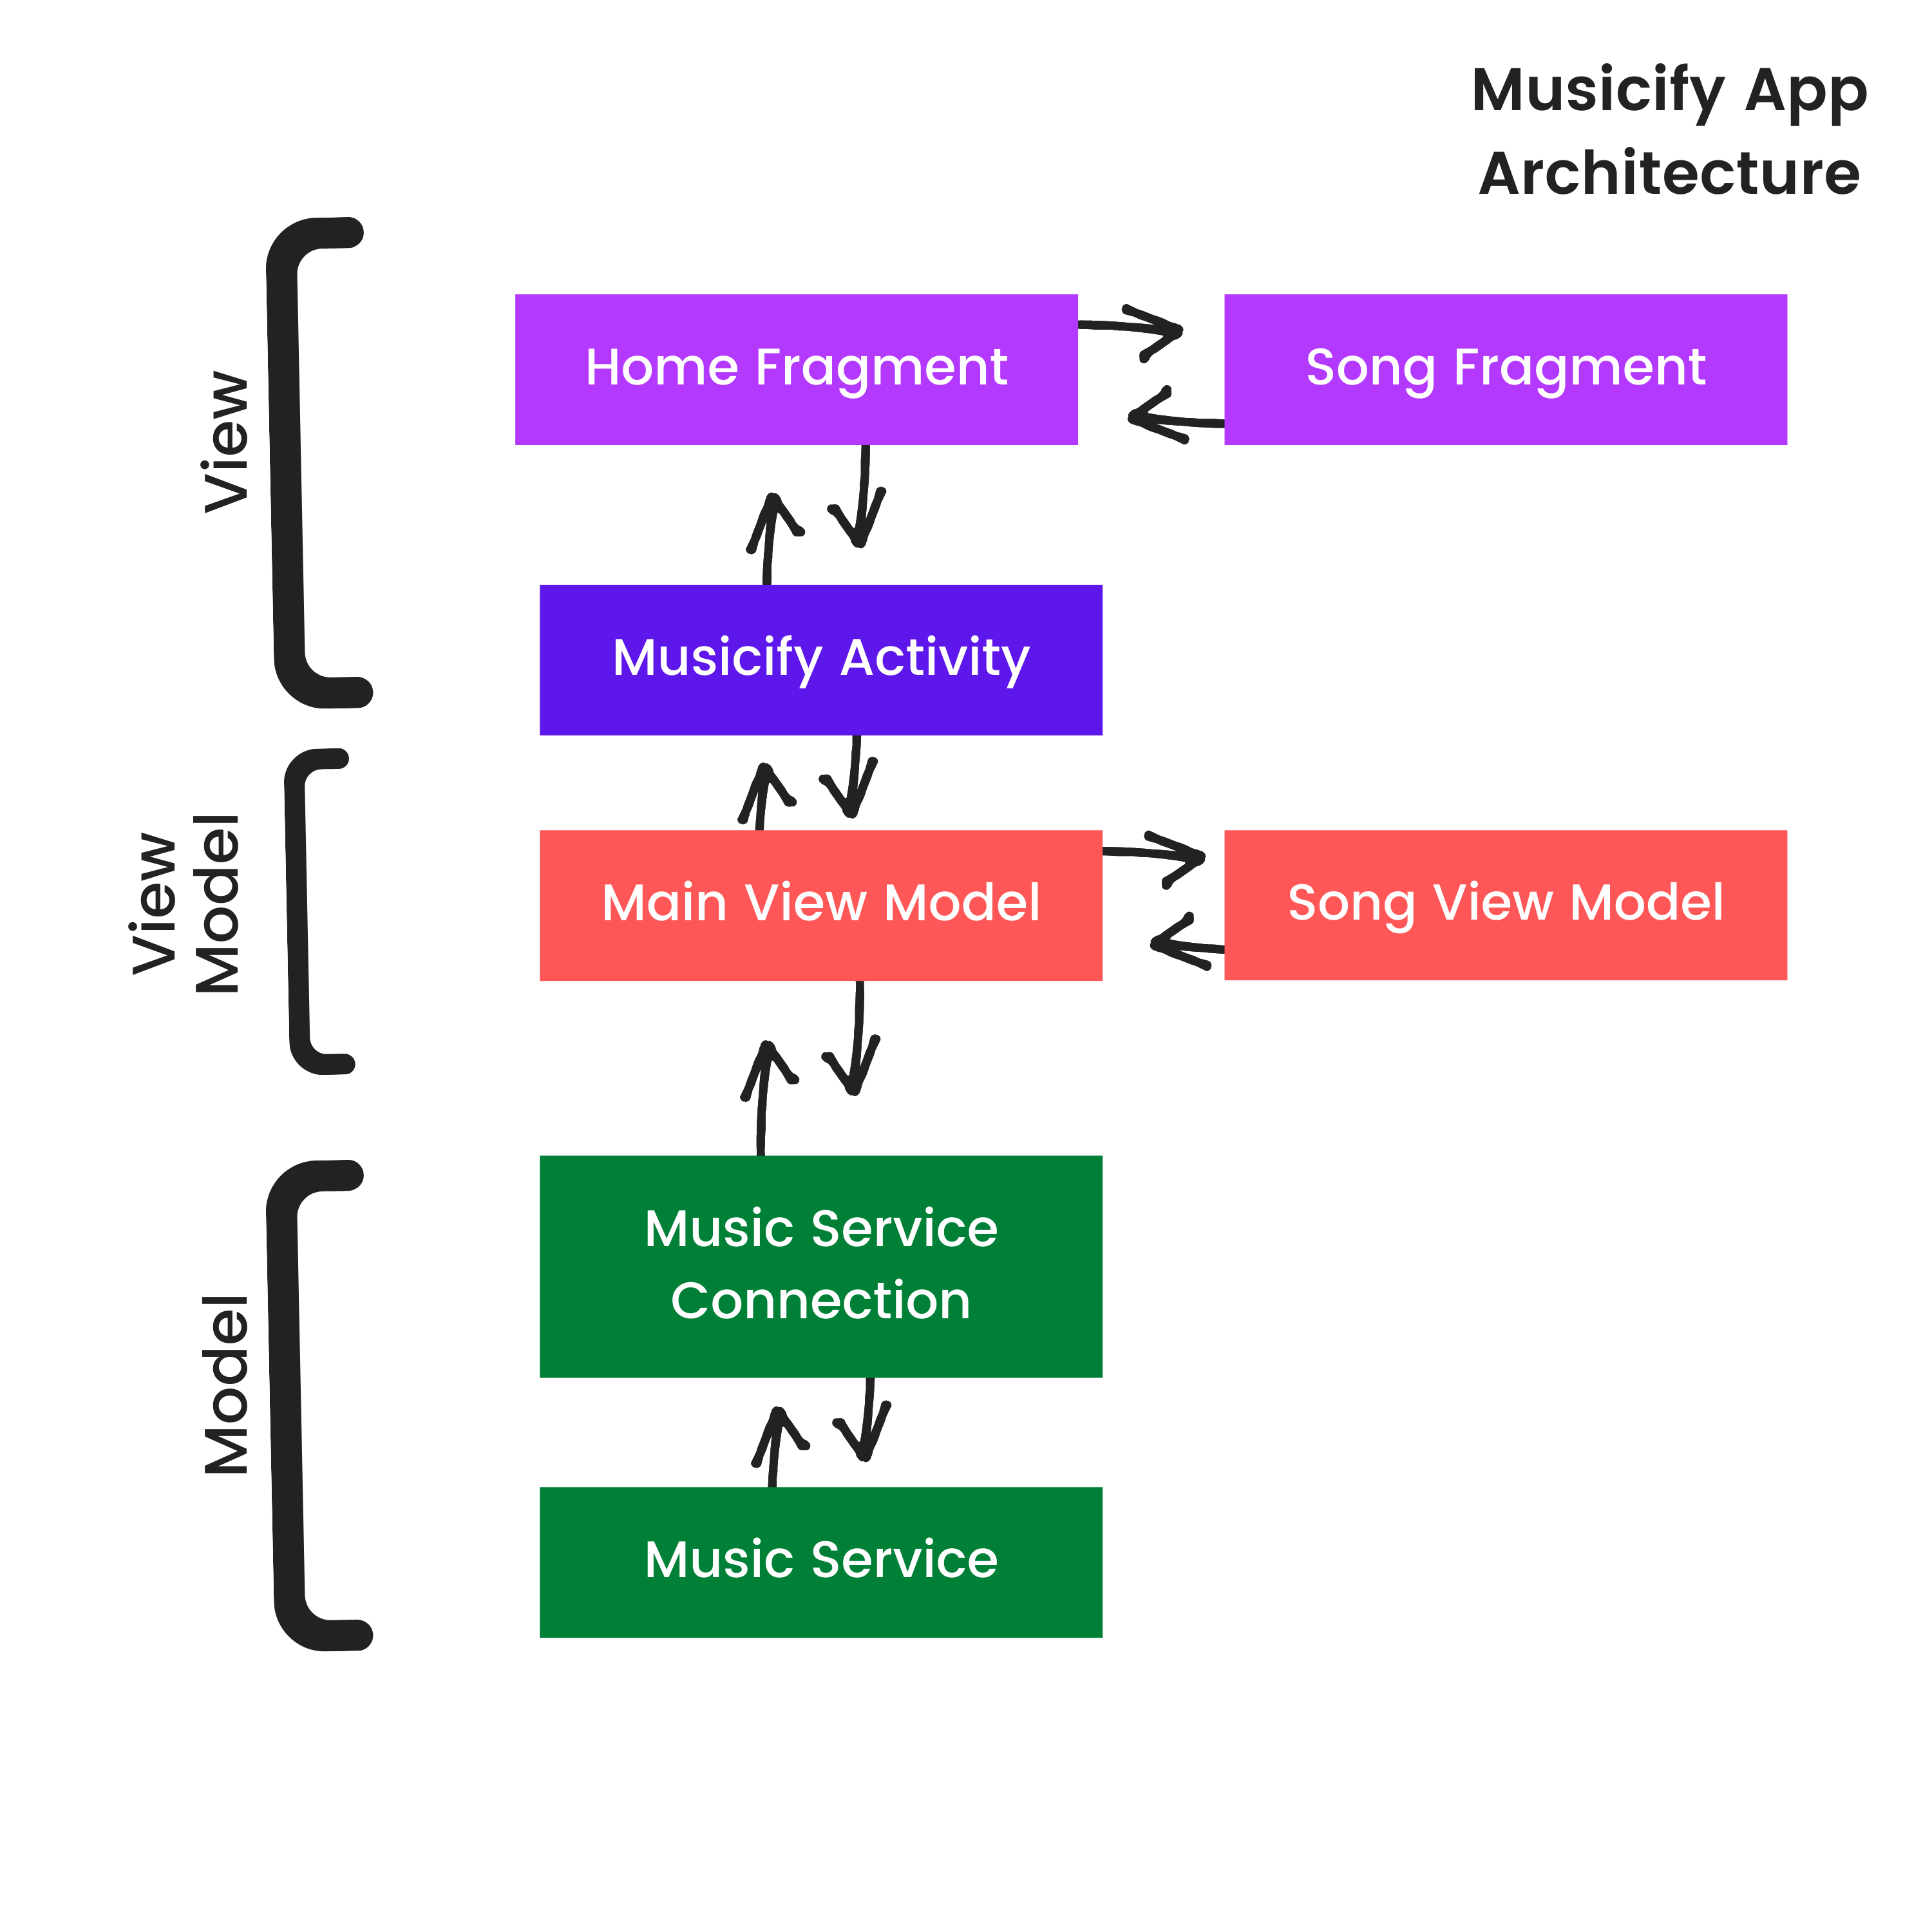 Musicify App
Architecture
View
Home Fragment
Song Fragment
Musicify Activity
View
Model
Main View Model
Song View Model
Model
Music Service
Connection
Music Service